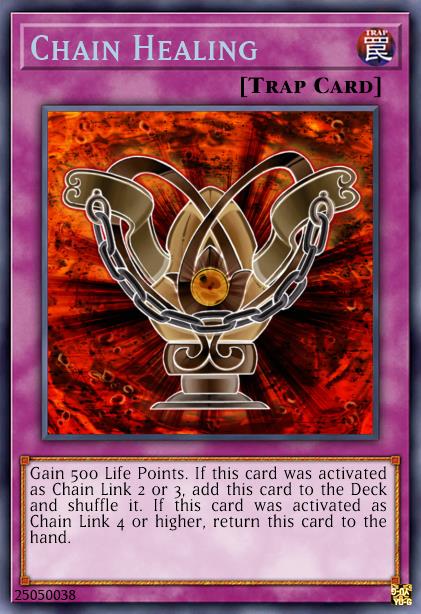 Chain Healing
TRAP
罠
[Trap Card]
Gain 500 Life Points. If this card was activated
as Chain Link 2 or 3, add this card to the Deck
and shuffle it. If this card was activated as
Chain Link 4 or higher, return this card to the
hand.
25050038